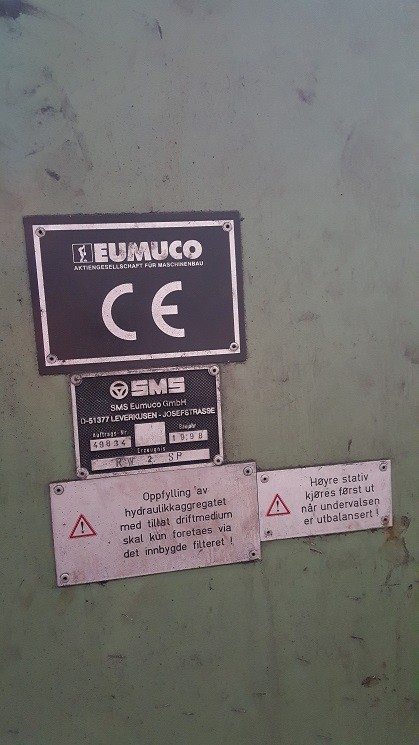 EUMUCO
AKTIENGESELLSCHAFT FÜR MASCHINENBAU
CE
SMS
SMS Eumuco GmbH
D-51377 LEVERKUSEN - JOSEFSTRASSE
Auftrags-Nr. Baujahr
49834 1998
Erzeugnis
RW 2 SP
Oppfylling av
hydraulikkaggregatet
med tillat driftmedium
skal kun foretaes via
det innbygde filteret !
Høyre stativ
kjøres først ut
når undervalsen
er utbalansert !